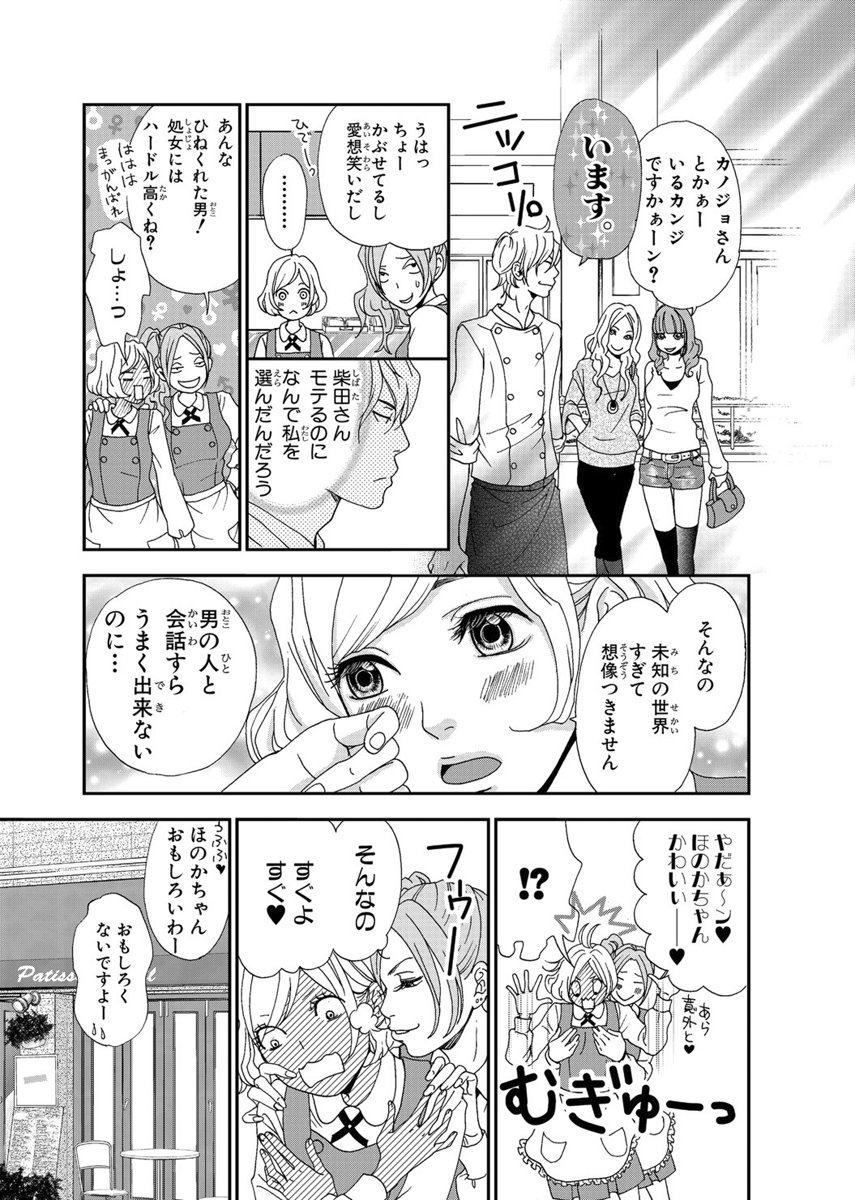 カノジョさん
とかぁー
いるカンジ
ですかぁーン?
います。
ニッコリ。
うはっ
ちょー
かぶせてるし
愛想笑いだし
ひでーっ
………
柴田さん
モテるのに
なんで私を
選んだんだろう
あんな
ひねくれた男!
処女には
ハードル高くね?
ははは
まっがんばれ
しょ…っ
そんなの
未知の世界
すぎて
想像つきません
男の人と
会話すら
うまく出来ない
のに…
やだぁ〜ン♥
ほのかちゃん
かわいい――♥
!?
あら
意外と♥
むぎゅーっ
フゥー
そんなの
すぐよ
すぐ♥
うふふ♥
ほのかちゃん
おもしろいわー
おもしろく
ないですよー